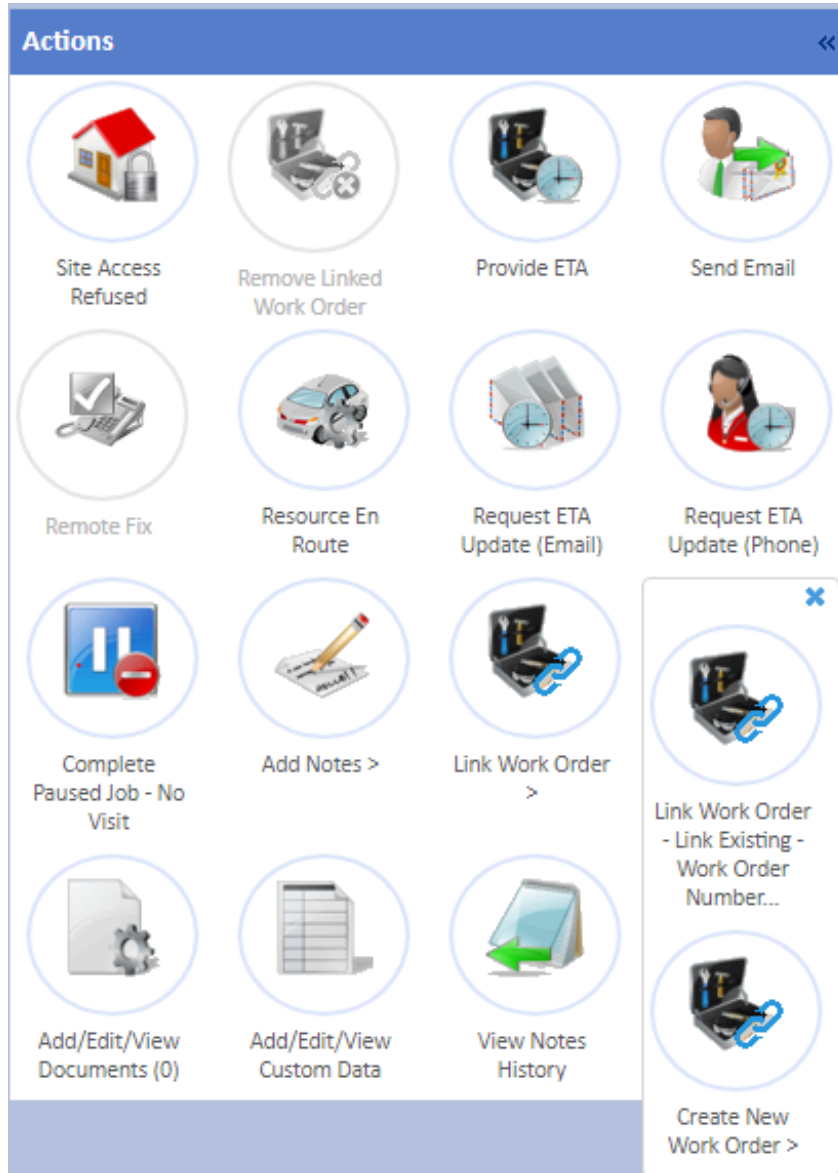 Actions
«
Site Access
Refused
Remove Linked
Work Order
Provide ETA
Send Email
Remote Fix
Resource En
Route
Request ETA
Update (Email)
Request ETA
Update (Phone)
Complete
Paused Job - No
Visit
Add Notes >
Link Work Order
>
Link Work Order
- Link Existing -
Work Order
Number...
Add/Edit/View
Documents (0)
Add/Edit/View
Custom Data
View Notes
History
Create New
Work Order >